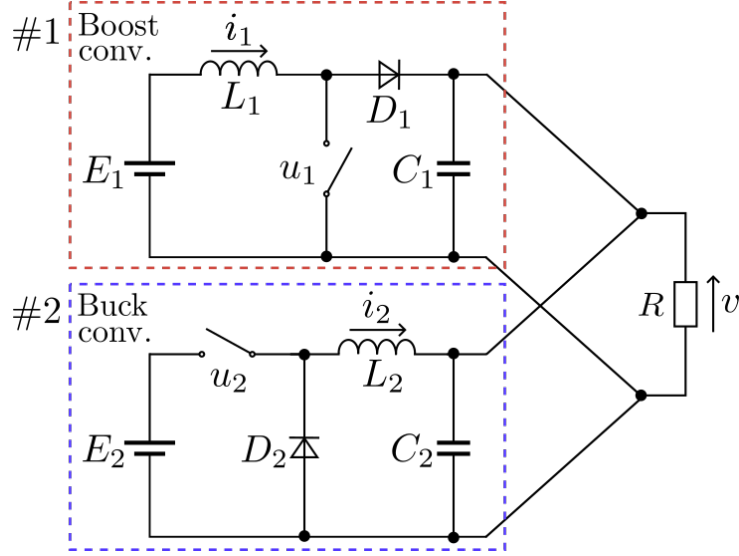 #1
Boost
conv.
i₁
L₁
D₁
E₁
u₁
C₁
#2
Buck
conv.
i₂
u₂
L₂
E₂
D₂
C₂
R
v